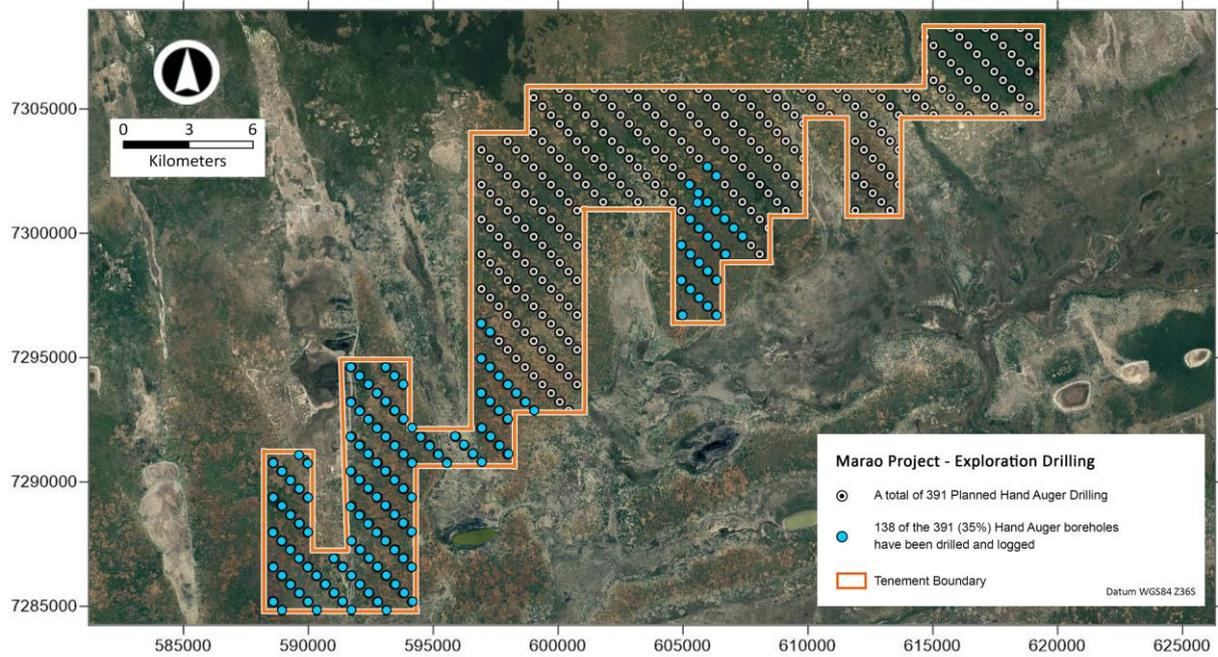 7305000
7300000
7295000
7290000
7285000
0 3 6
Kilometers
Marao Project - Exploration Drilling
A total of 391 Planned Hand Auger Drilling
138 of the 391 (35%) Hand Auger boreholes
have been drilled and logged
Tenement Boundary
Datum WGS84 Z36S
585000 590000 595000 600000 605000 610000 615000 620000 625000